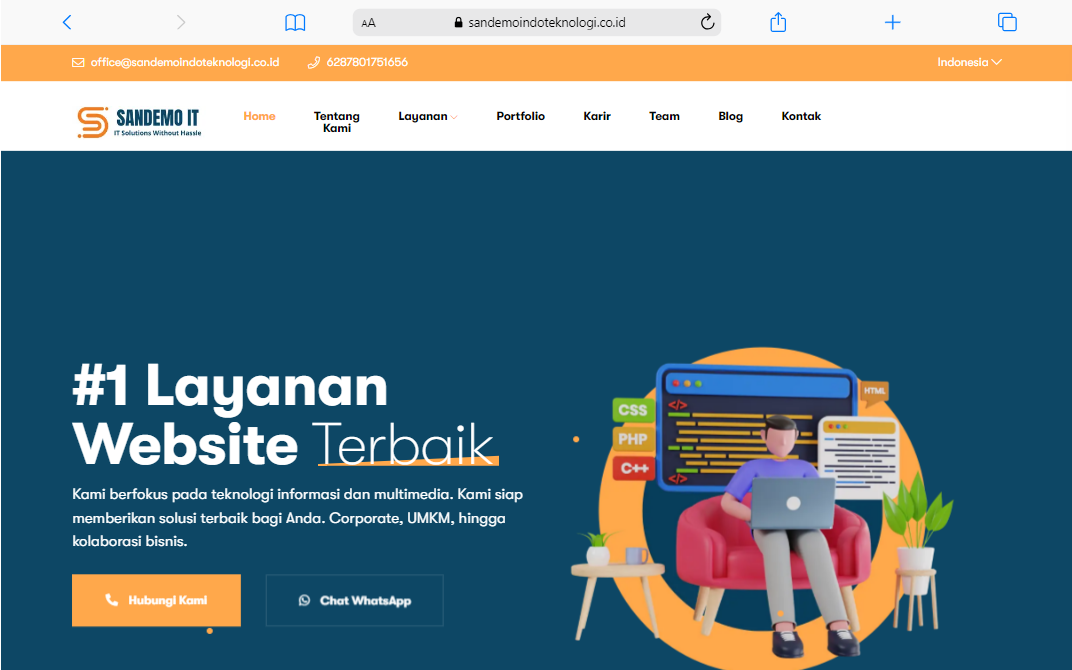 AA sandemoindoteknologi.co.id
office@sandemoindoteknologi.co.id 6287801751656 Indonesia
SANDEMO IT
IT Solutions Without Hassle
Home Tentang Kami Layanan Portfolio Karir Team Blog Kontak
#1 Layanan
Website Terbaik
Kami berfokus pada teknologi informasi dan multimedia. Kami siap
memberikan solusi terbaik bagi Anda. Corporate, UMKM, hingga
kolaborasi bisnis.
Hubungi Kami Chat WhatsApp
HTML
CSS
PHP
C++
</>
</>